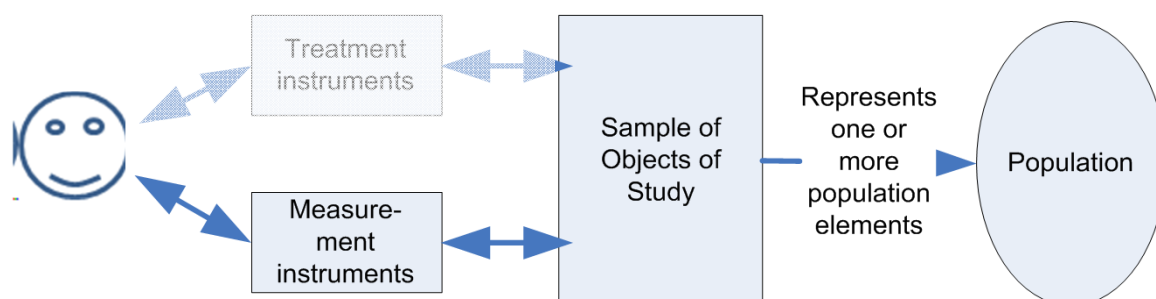 Treatment
instruments
Measure-
ment
instruments
Sample of
Objects of
Study
Represents
one or
more
population
elements
Population